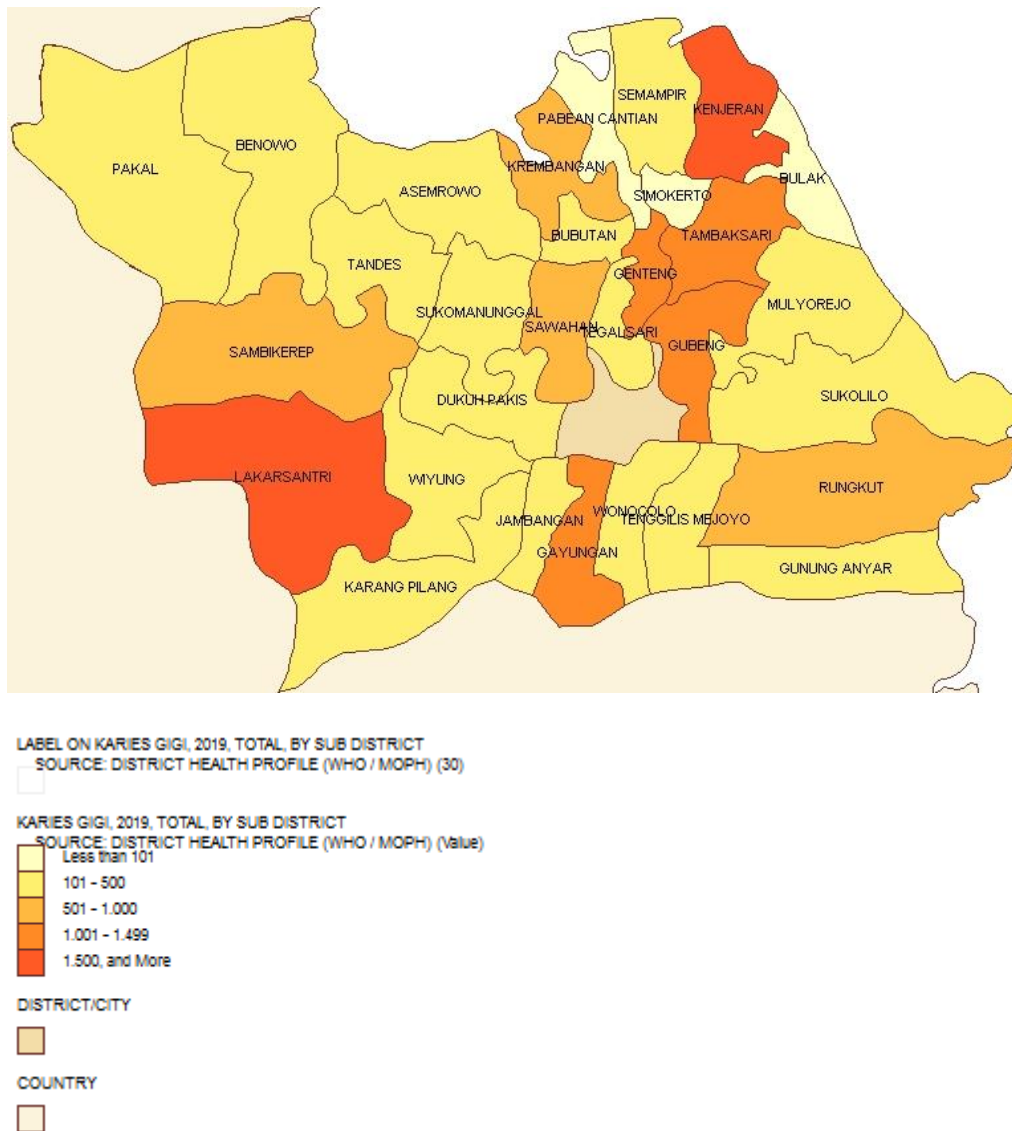 SEMAMPIR
KENJERAN
PABEAN CANTIAN
BENOWO
PAKAL
KREMBANGAN
BULAK
ASEMROWO
SIMOKERTO
BUBUTAN
TAMBAKSARI
TANDES
GENTENG
MULYOREJO
SUKOMANUNGGAL
SAWAHAN
TEGALSARI
GUBENG
SAMBIKEREP
SUKOLILO
DUKUH PAKIS
LAKARSANTRI
WIYUNG
RUNGKUT
WONOCOLO
JAMBANGAN
TENGGILIS MEJOYO
GAYUNGAN
GUNUNG ANYAR
KARANG PILANG
LABEL ON KARIES GIGI, 2019, TOTAL, BY SUB DISTRICT
SOURCE: DISTRICT HEALTH PROFILE (WHO / MOPH) (30)
KARIES GIGI, 2019, TOTAL, BY SUB DISTRICT
SOURCE: DISTRICT HEALTH PROFILE (WHO / MOPH) (Value)
Less than 101
101 - 500
501 - 1.000
1.001 - 1.499
1.500, and More
DISTRICT/CITY
COUNTRY